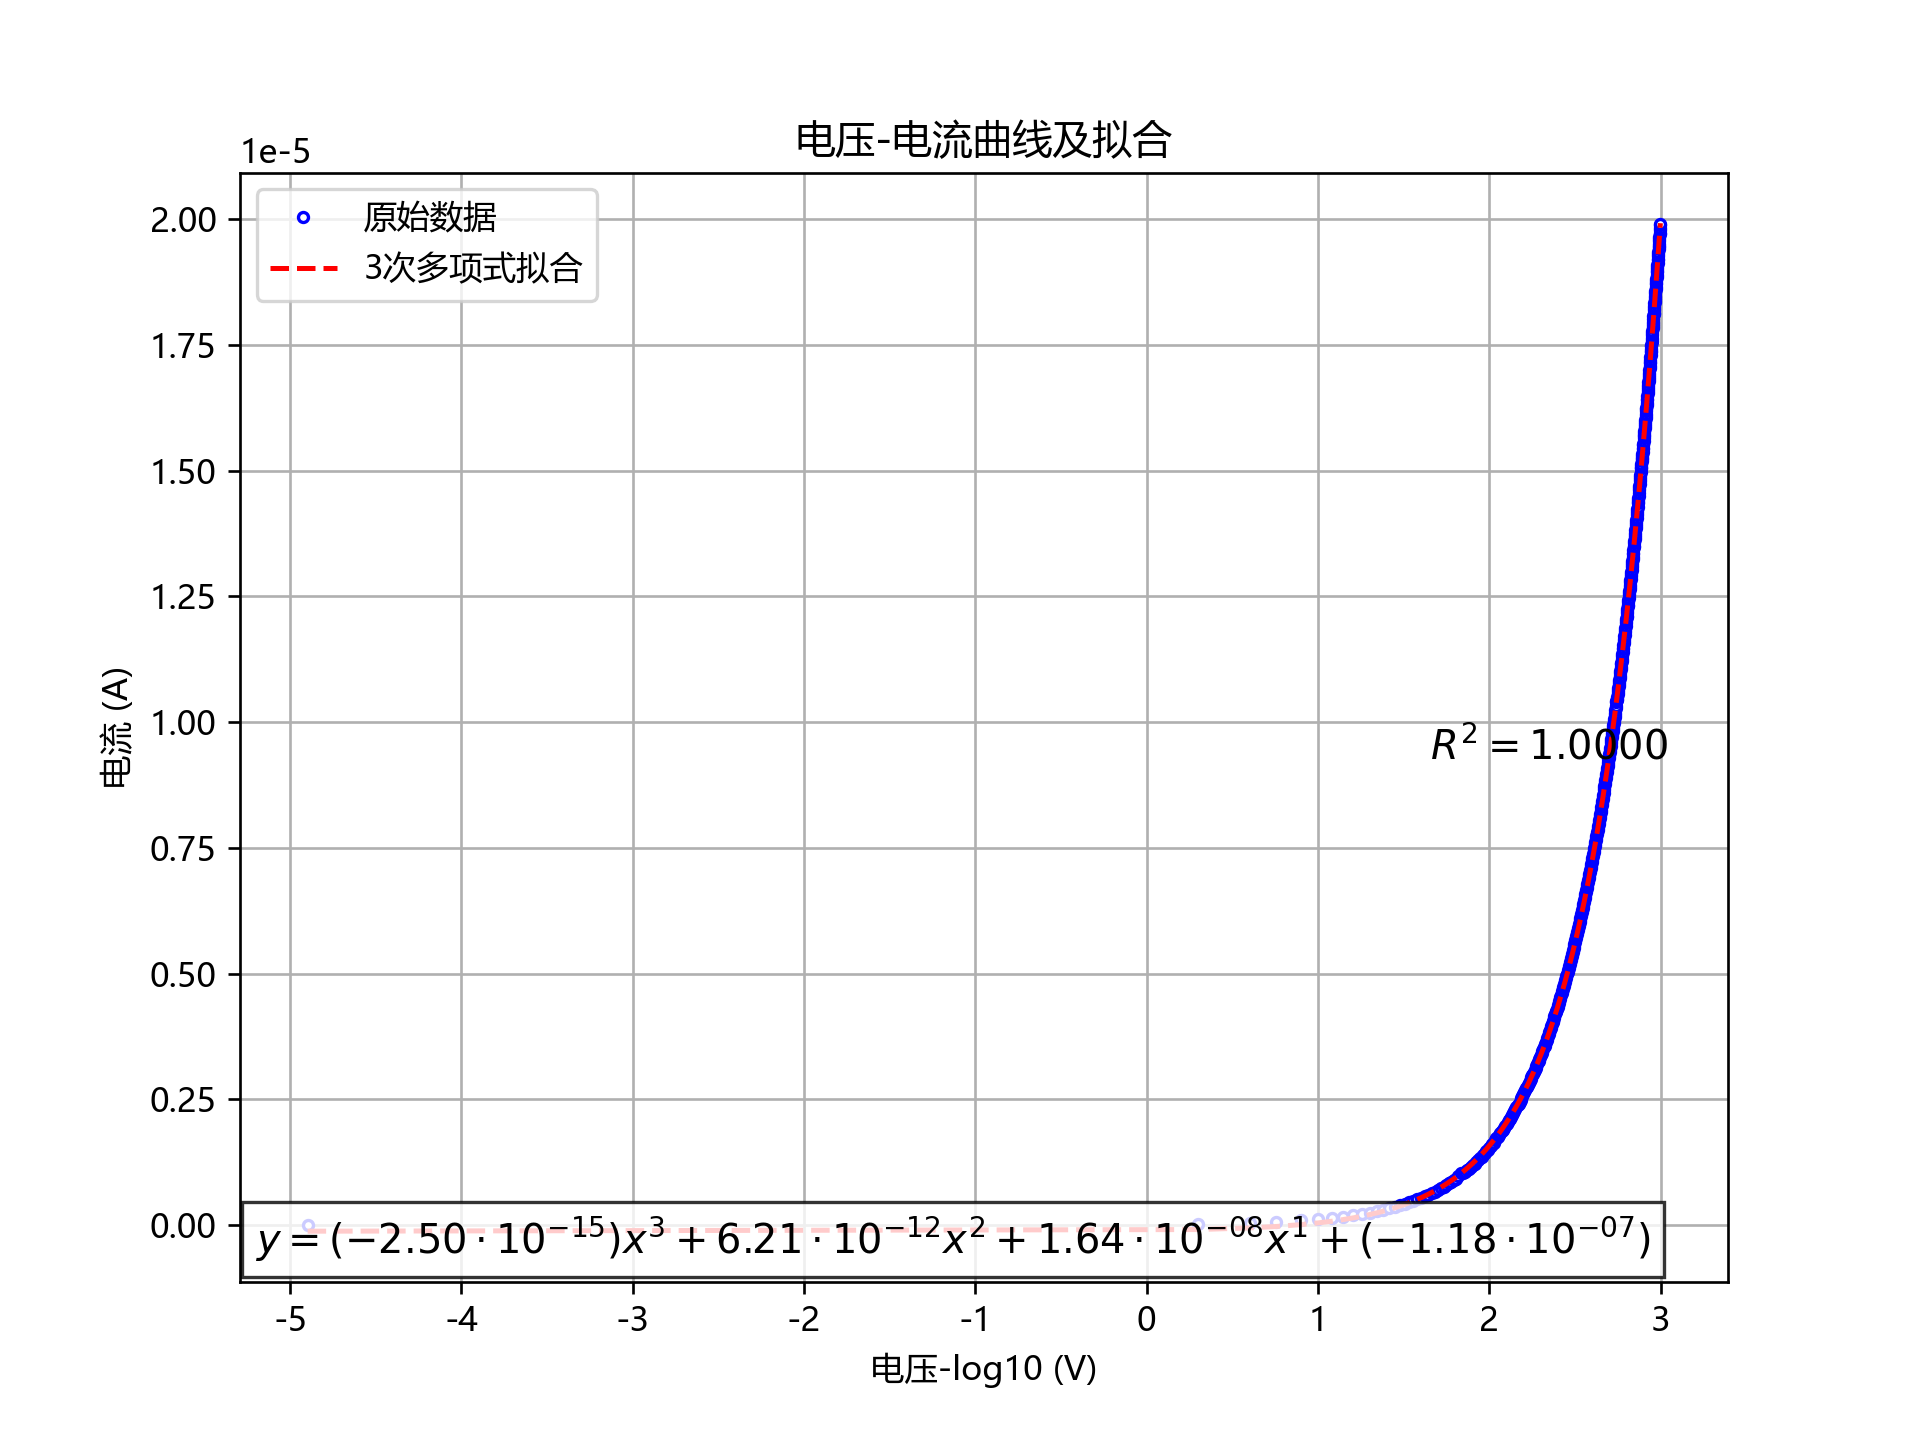 电压-电流曲线及拟合
1e-5
原始数据
3次多项式拟合
2.00
1.75
1.50
1.25
1.00
0.75
0.50
0.25
0.00
电流 (A)
R² = 1.0000
y = (−2.50 · 10⁻¹⁵)x³ + 6.21 · 10⁻¹²x² + 1.64 · 10⁻⁰⁸x¹ + (−1.18 · 10⁻⁰⁷)
-5 -4 -3 -2 -1 0 1 2 3
电压-log10 (V)